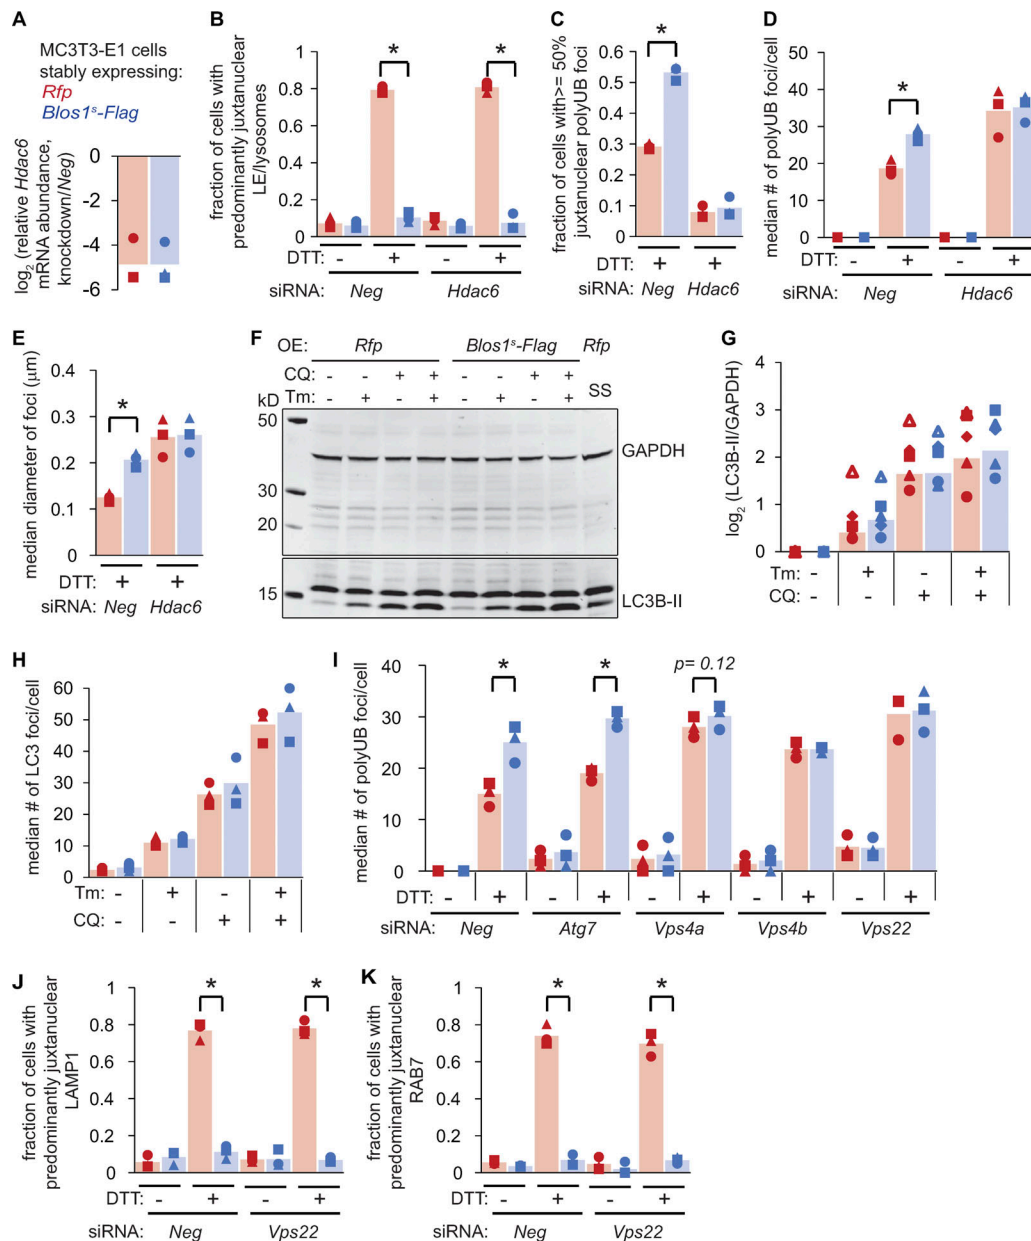 A
MC3T3-E1 cells
stably expressing:
Rfp
Blos1ˢ-Flag
log₂ (relative Hdac6
mRNA abundance,
knockdown/Neg)
0
-2
-4
-6
B
fraction of cells with
predominantly juxtanuclear
LE/lysosomes
1
0.8
0.6
0.4
0.2
0
* *
DTT: - + - +
siRNA: Neg Hdac6
C
fraction of cells with>= 50%
juxtanuclear polyUB foci
0.6
0.5
0.4
0.3
0.2
0.1
0
*
DTT: + +
siRNA: Neg Hdac6
D
median # of polyUB foci/cell
50
40
30
20
10
0
*
DTT: - + - +
siRNA: Neg Hdac6
E
median diameter of foci (μm)
0.4
0.3
0.2
0.1
0
*
DTT: + +
siRNA: Neg Hdac6
F
OE: Rfp Blos1ˢ-Flag Rfp
CQ: - - + + - - + +
kD Tm: - + - + - + - + SS
50
30
20
15
GAPDH
LC3B-II
G
log₂ (LC3B-II/GAPDH)
4
3
2
1
0
Tm: - + - +
CQ: - - + +
H
median # of LC3 foci/cell
60
50
40
30
20
10
0
Tm: - + - +
CQ: - - + +
I
median # of polyUB foci/cell
40
30
20
10
0
* * p= 0.12
DTT: - + - + - + - + - +
siRNA: Neg Atg7 Vps4a Vps4b Vps22
J
fraction of cells with
predominantly juxtanuclear
LAMP1
1
0.8
0.6
0.4
0.2
0
* *
DTT: - + - +
siRNA: Neg Vps22
K
fraction of cells with
predominantly juxtanuclear
RAB7
1
0.8
0.6
0.4
0.2
0
* *
DTT: - + - +
siRNA: Neg Vps22